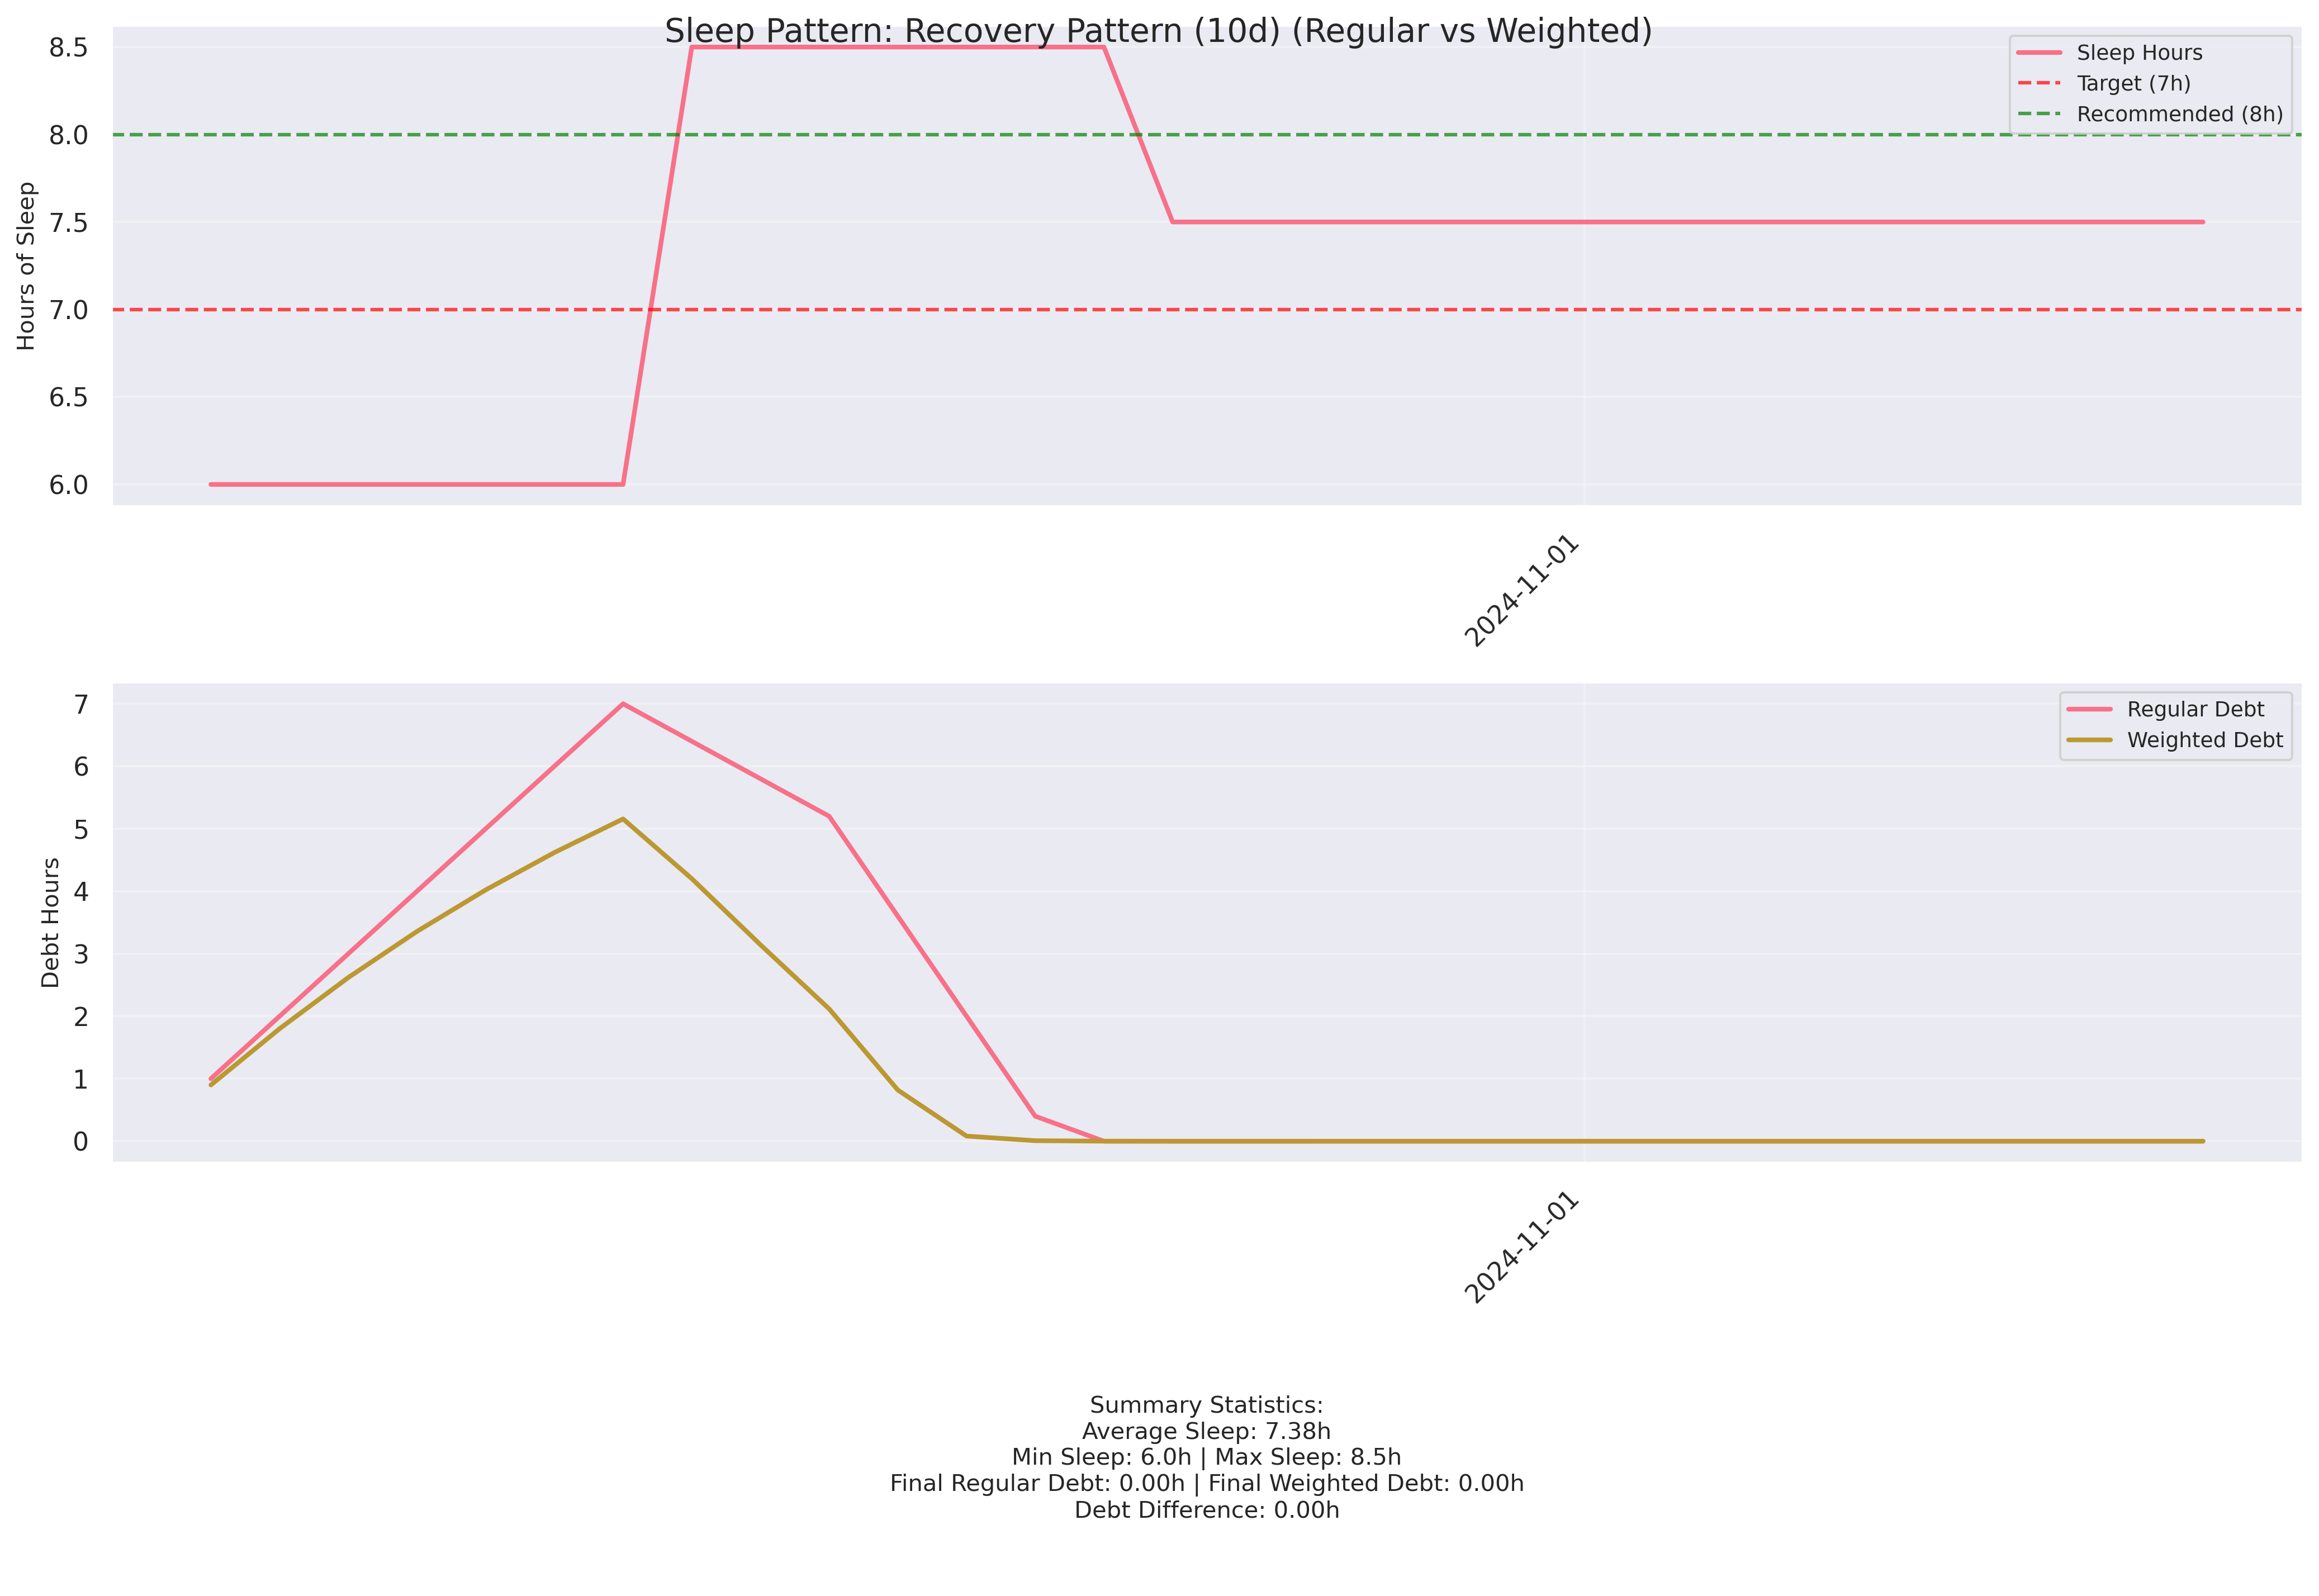 Sleep Pattern: Recovery Pattern (10d) (Regular vs Weighted)
8.5
8.0
7.5
7.0
6.5
6.0
Hours of Sleep
Sleep Hours
Target (7h)
Recommended (8h)
2024-11-01
7
6
5
4
3
2
1
0
Debt Hours
Regular Debt
Weighted Debt
2024-11-01
Summary Statistics:
Average Sleep: 7.38h
Min Sleep: 6.0h | Max Sleep: 8.5h
Final Regular Debt: 0.00h | Final Weighted Debt: 0.00h
Debt Difference: 0.00h